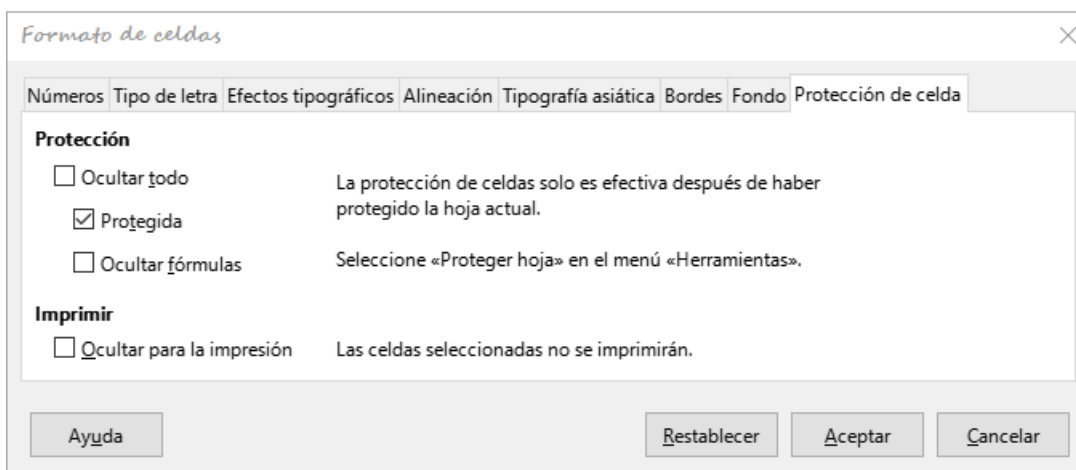 Formato de celdas
Números Tipo de letra Efectos tipográficos Alineación Tipografía asiática Bordes Fondo Protección de celda
Protección
Ocultar todo
La protección de celdas solo es efectiva después de haber
protegido la hoja actual.
Protegida
Ocultar fórmulas
Seleccione «Proteger hoja» en el menú «Herramientas».
Imprimir
Ocultar para la impresión
Las celdas seleccionadas no se imprimirán.
Ayuda
Restablecer
Aceptar
Cancelar